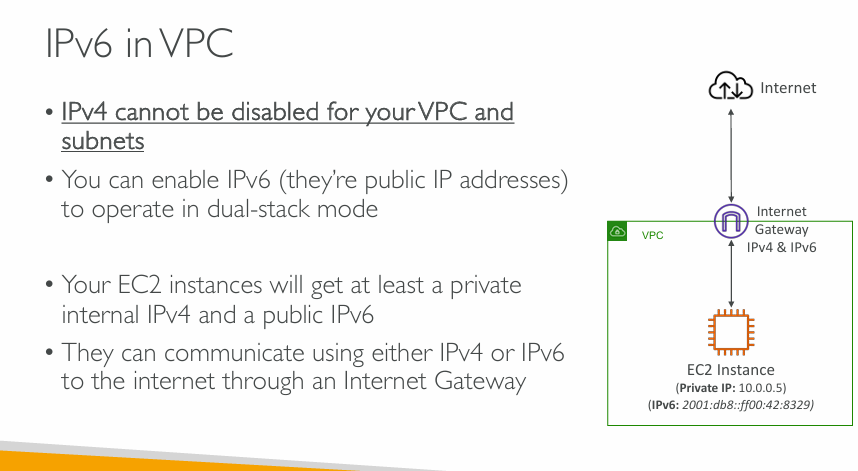 IPv6 in VPC
• IPv4 cannot be disabled for your VPC and
subnets
• You can enable IPv6 (they’re public IP addresses)
to operate in dual-stack mode
• Your EC2 instances will get at least a private
internal IPv4 and a public IPv6
• They can communicate using either IPv4 or IPv6
to the internet through an Internet Gateway
Internet
Internet
Gateway
IPv4 & IPv6
VPC
EC2 Instance
(Private IP: 10.0.0.5)
(IPv6: 2001:db8::ff00:42:8329)